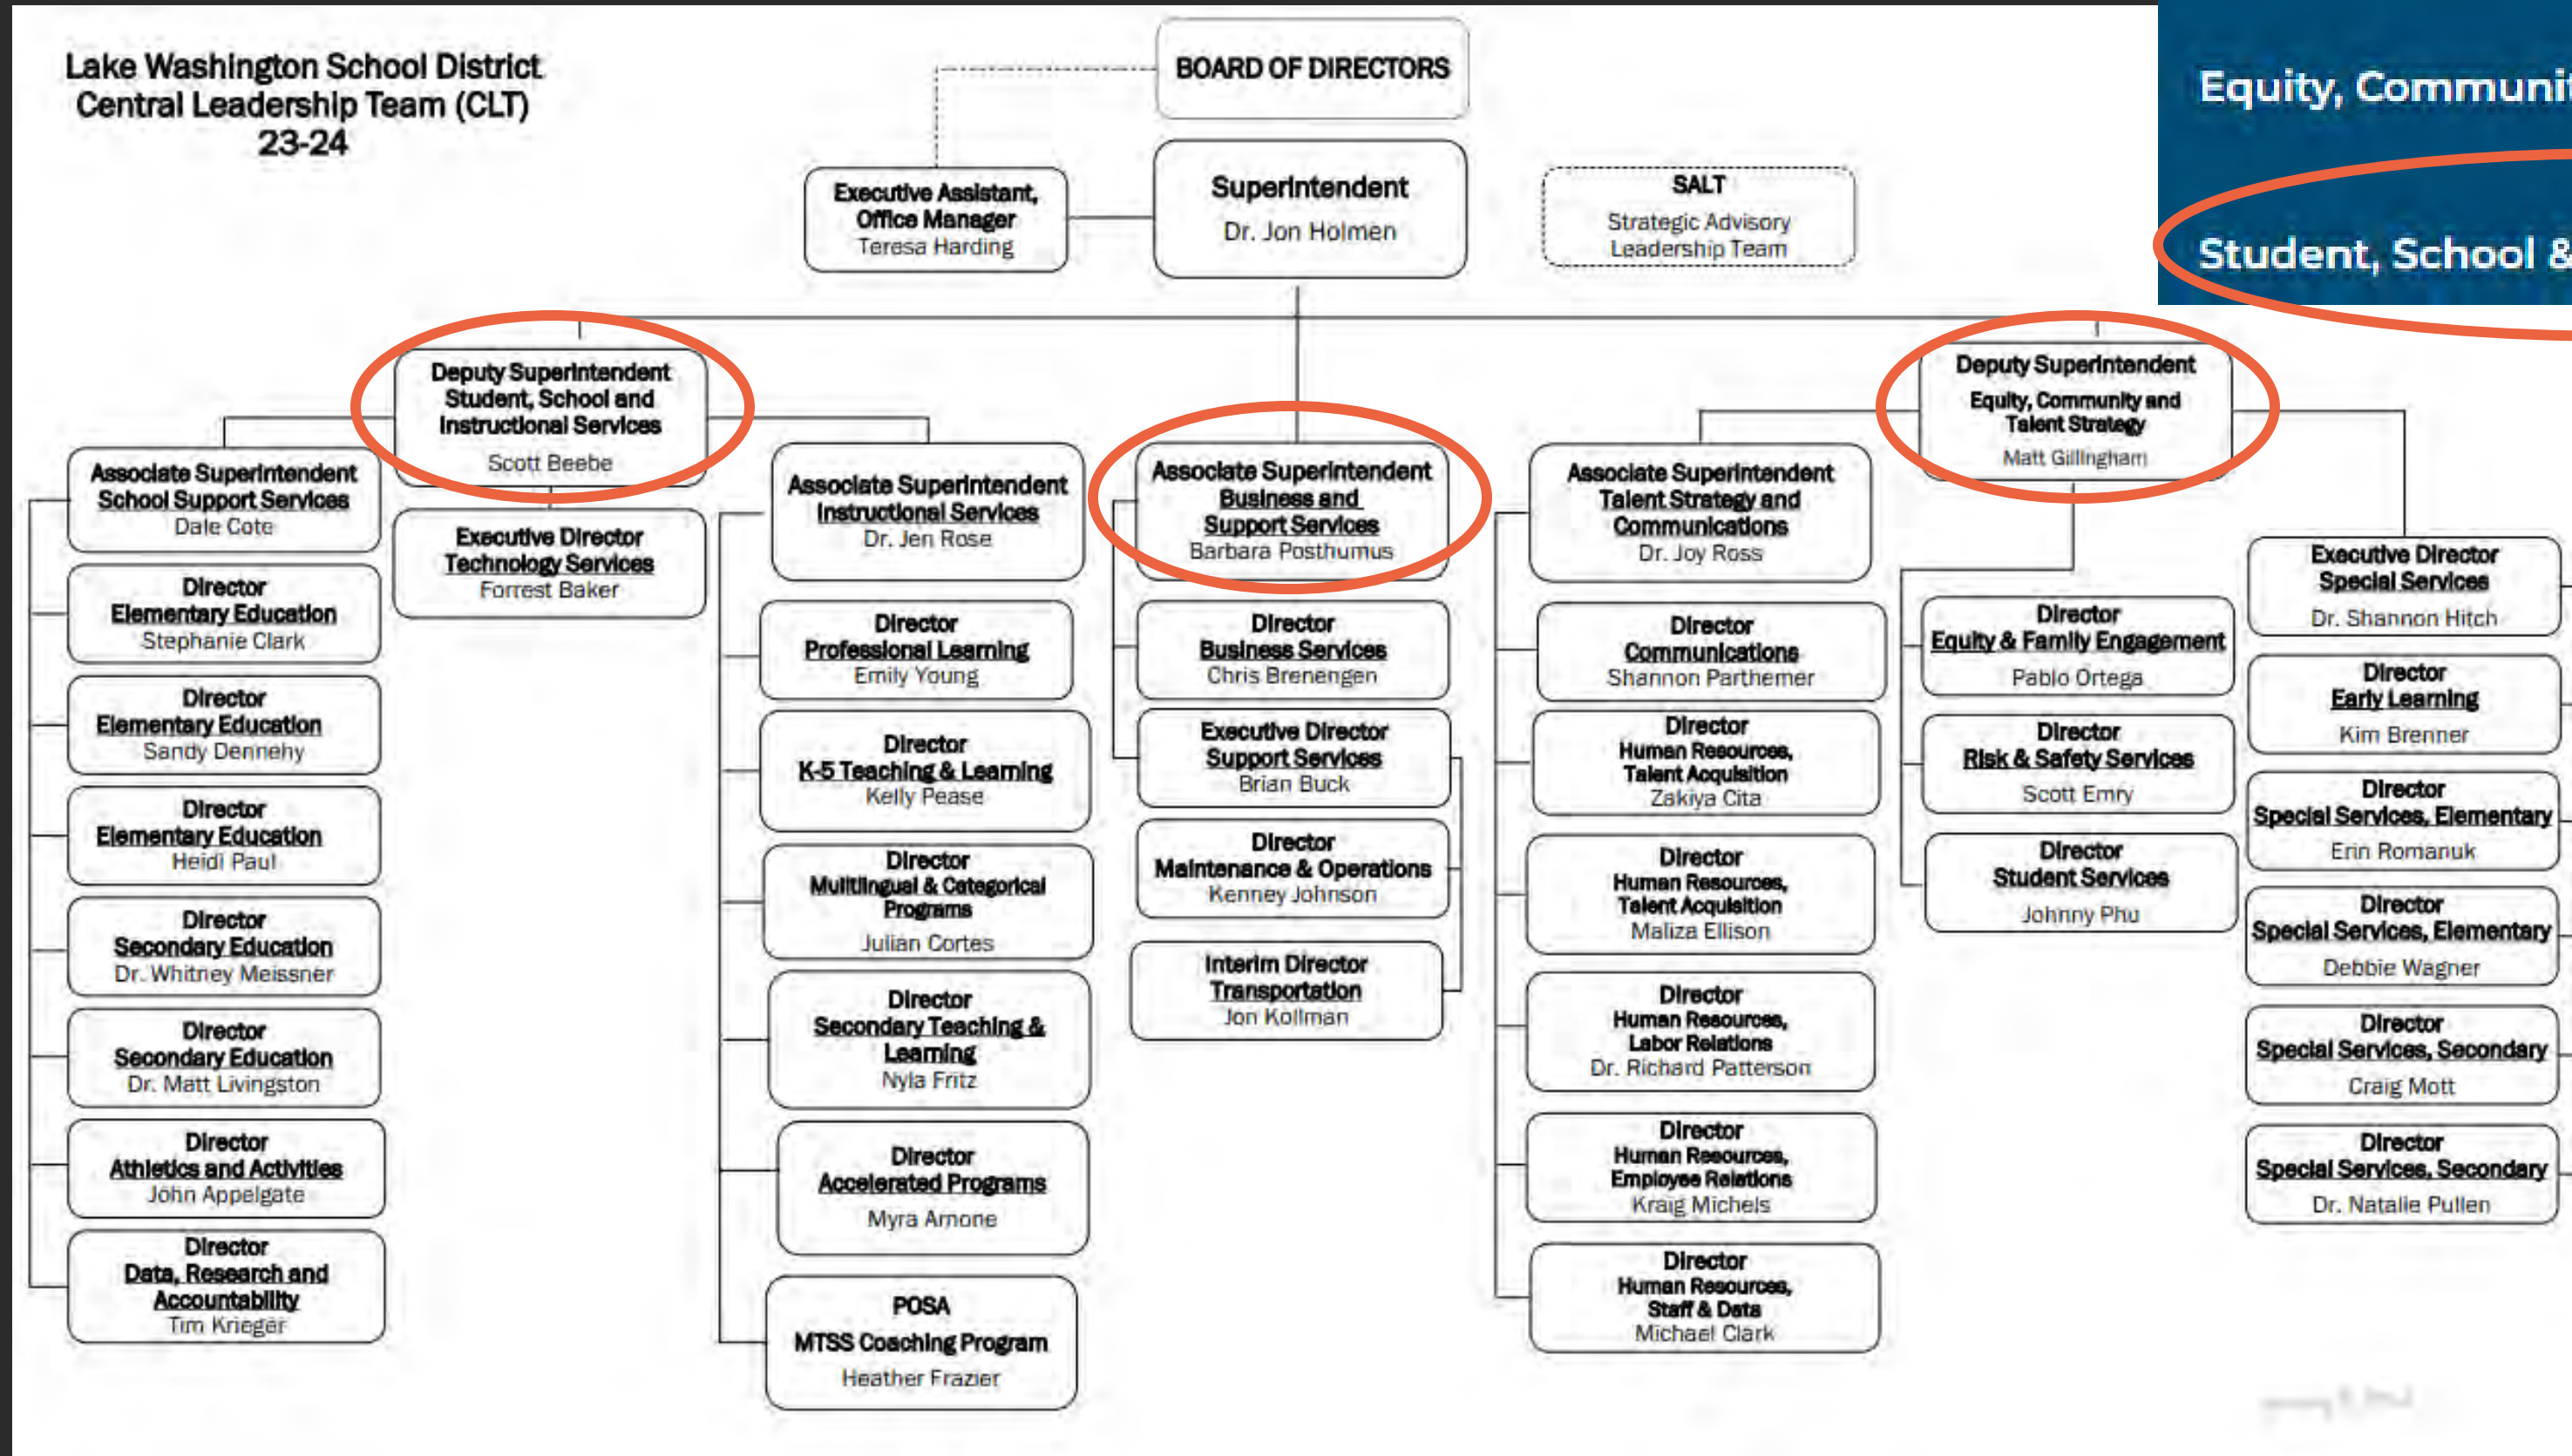 Lake Washington School District
Central Leadership Team (CLT)
23-24
BOARD OF DIRECTORS
Executive Assistant,
Office Manager
Teresa Harding
Superintendent
Dr. Jon Holmen
SALT
Strategic Advisory
Leadership Team
Equity, Communit
Student, School &
Deputy Superintendent
Student, School and
Instructional Services
Scott Beebe
Associate Superintendent
School Support Services
Dale Cote
Director
Elementary Education
Stephanie Clark
Director
Elementary Education
Sandy Dennehy
Director
Elementary Education
Heidi Paul
Director
Secondary Education
Dr. Whitney Meissner
Director
Secondary Education
Dr. Matt Livingston
Director
Athletics and Activities
John Appelgate
Director
Data, Research and
Accountability
Tim Krieger
Executive Director
Technology Services
Forrest Baker
Associate Superintendent
Instructional Services
Dr. Jen Rose
Director
Professional Learning
Emily Young
Director
K-5 Teaching & Learning
Kelly Pease
Director
Mulitlingual & Categorical
Programs
Julian Cortes
Director
Secondary Teaching &
Learning
Nyla Fritz
Director
Accelerated Programs
Myra Arnone
POSA
MTSS Coaching Program
Heather Frazier
Associate Superintendent
Business and
Support Services
Barbara Posthumus
Director
Business Services
Chris Brenengen
Executive Director
Support Services
Brian Buck
Director
Maintenance & Operations
Kenney Johnson
Interim Director
Transportation
Jon Kollman
Deputy Superintendent
Equity, Community and
Talent Strategy
Matt Gillingham
Associate Superintendent
Talent Strategy and
Communications
Dr. Joy Ross
Director
Communications
Shannon Parthemer
Director
Human Resources,
Talent Acquisition
Zakiya Cita
Director
Human Resources,
Talent Acquisition
Maliza Ellison
Director
Human Resources,
Labor Relations
Dr. Richard Patterson
Director
Human Resources,
Employee Relations
Kraig Michels
Director
Human Resources,
Staff & Data
Michael Clark
Director
Equity & Family Engagement
Pablo Ortega
Director
Risk & Safety Services
Scott Emry
Director
Student Services
Johnny Phu
Executive Director
Special Services
Dr. Shannon Hitch
Director
Early Learning
Kim Brenner
Director
Special Services, Elementary
Erin Romanuk
Director
Special Services, Elementary
Debbie Wagner
Director
Special Services, Secondary
Craig Mott
Director
Special Services, Secondary
Dr. Natalie Pullen